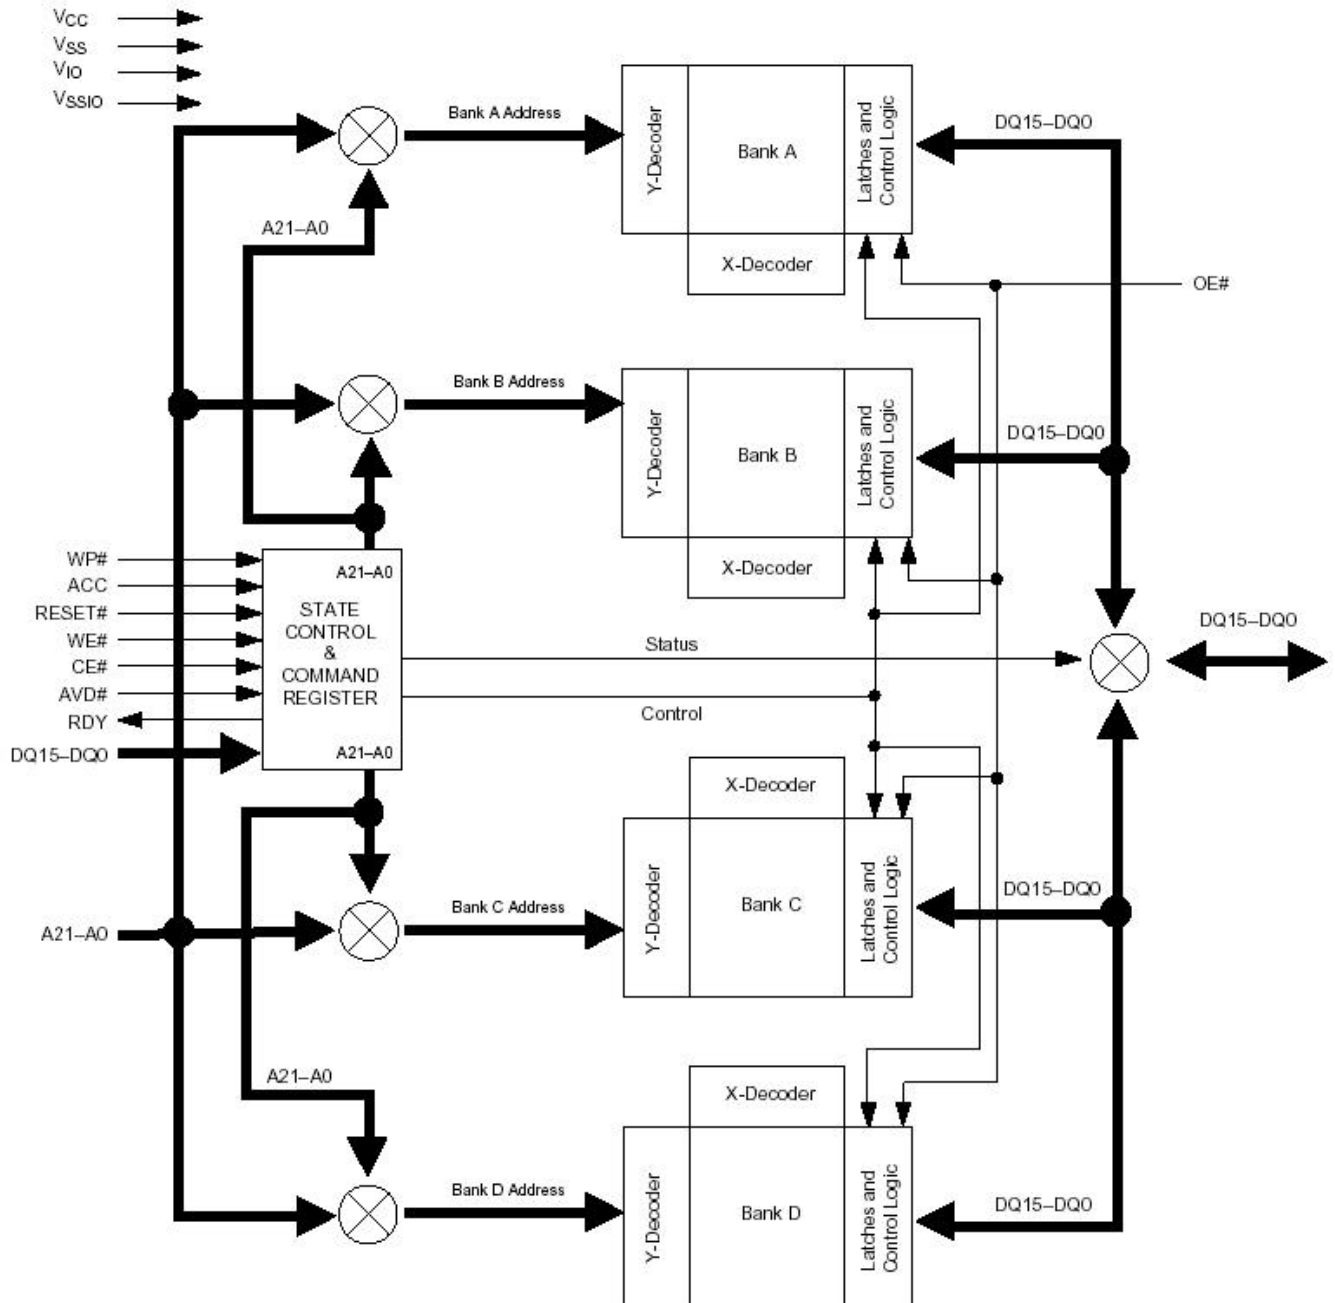 VCC
VSS
VIO
VSSIO
Bank A Address
Y-Decoder
Bank A
Latches and
Control Logic
DQ15–DQ0
A21–A0
X-Decoder
OE#
Bank B Address
Y-Decoder
Bank B
Latches and
Control Logic
DQ15–DQ0
X-Decoder
WP#
ACC
RESET#
WE#
CE#
AVD#
RDY
DQ15–DQ0
A21–A0
STATE
CONTROL
&
COMMAND
REGISTER
A21–A0
Status
Control
DQ15–DQ0
X-Decoder
Bank C Address
Y-Decoder
Bank C
Latches and
Control Logic
DQ15–DQ0
A21–A0
A21–A0
X-Decoder
Bank D Address
Y-Decoder
Bank D
Latches and
Control Logic
DQ15–DQ0